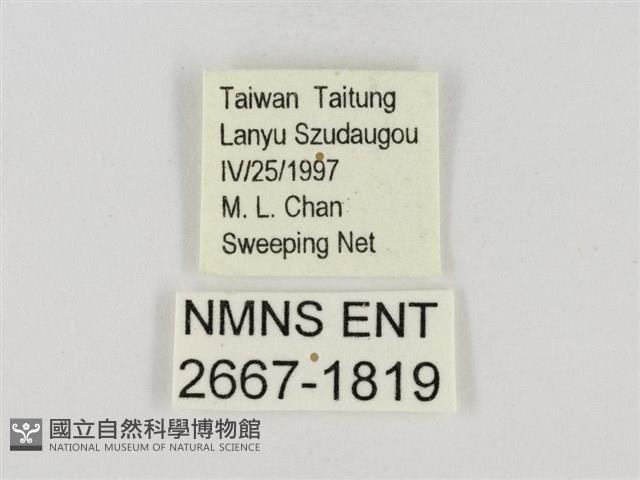 Taiwan Taitung
Lanyu Szudaugou
IV/25/1997
M. L. Chan
Sweeping Net
NMNS ENT
2667-1819
國立自然科學博物館
NATIONAL MUSEUM OF NATURAL SCIENCE